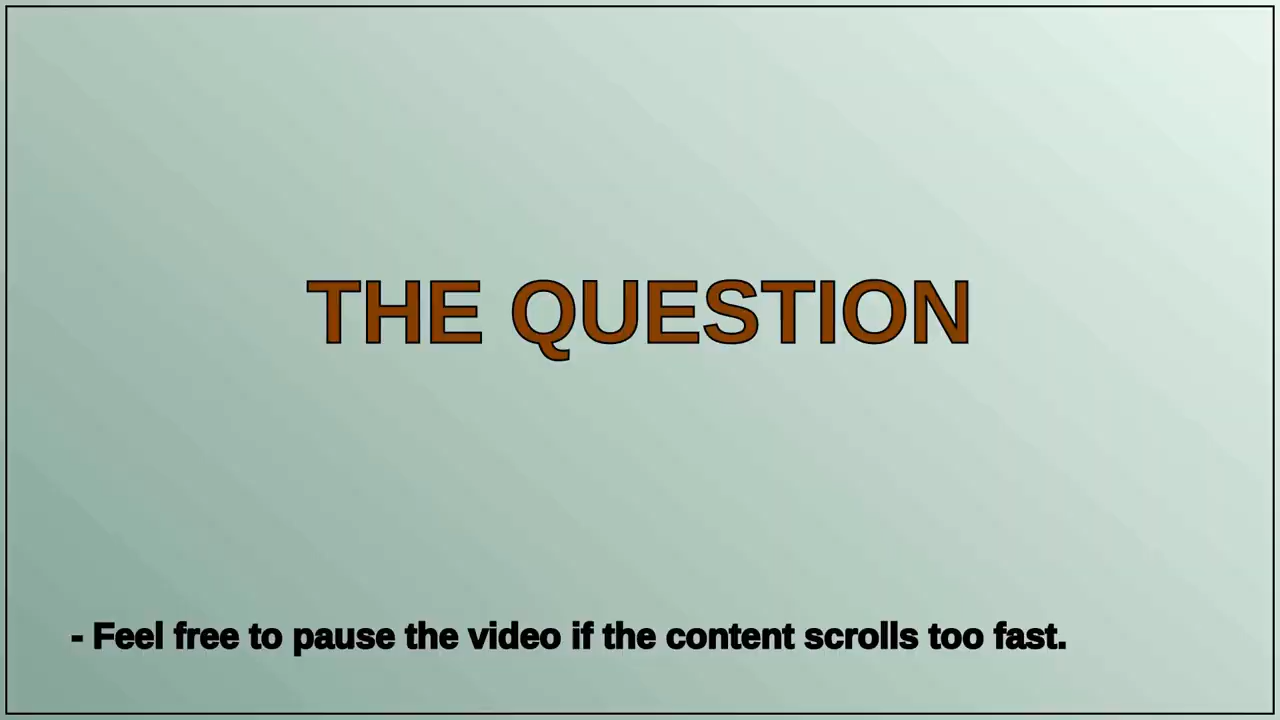 THE QUESTION
- Feel free to pause the video if the content scrolls too fast.